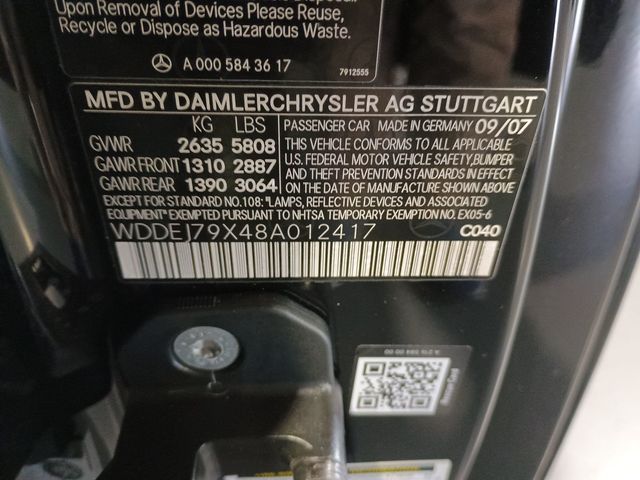 Upon Removal of Devices Please Reuse,
Recycle or Dispose as Hazardous Waste.
A 000 584 36 17
7912555
MFD BY DAIMLERCHRYSLER AG STUTTGART
KG LBS
GVWR 2635 5808
GAWR FRONT 1310 2887
GAWR REAR 1390 3064
PASSENGER CAR MADE IN GERMANY 09/07
THIS VEHICLE CONFORMS TO ALL APPLICABLE
U.S. FEDERAL MOTOR VEHICLE SAFETY, BUMPER
AND THEFT PREVENTION STANDARDS IN EFFECT
ON THE DATE OF MANUFACTURE SHOWN ABOVE
EXCEPT FOR STANDARD NO.108: "LAMPS, REFLECTIVE DEVICES AND ASSOCIATED
EQUIPMENT" EXEMPTED PURSUANT TO NHTSA TEMPORARY EXEMPTION NO. EX05-6
WDDEJ79X48A012417 C040